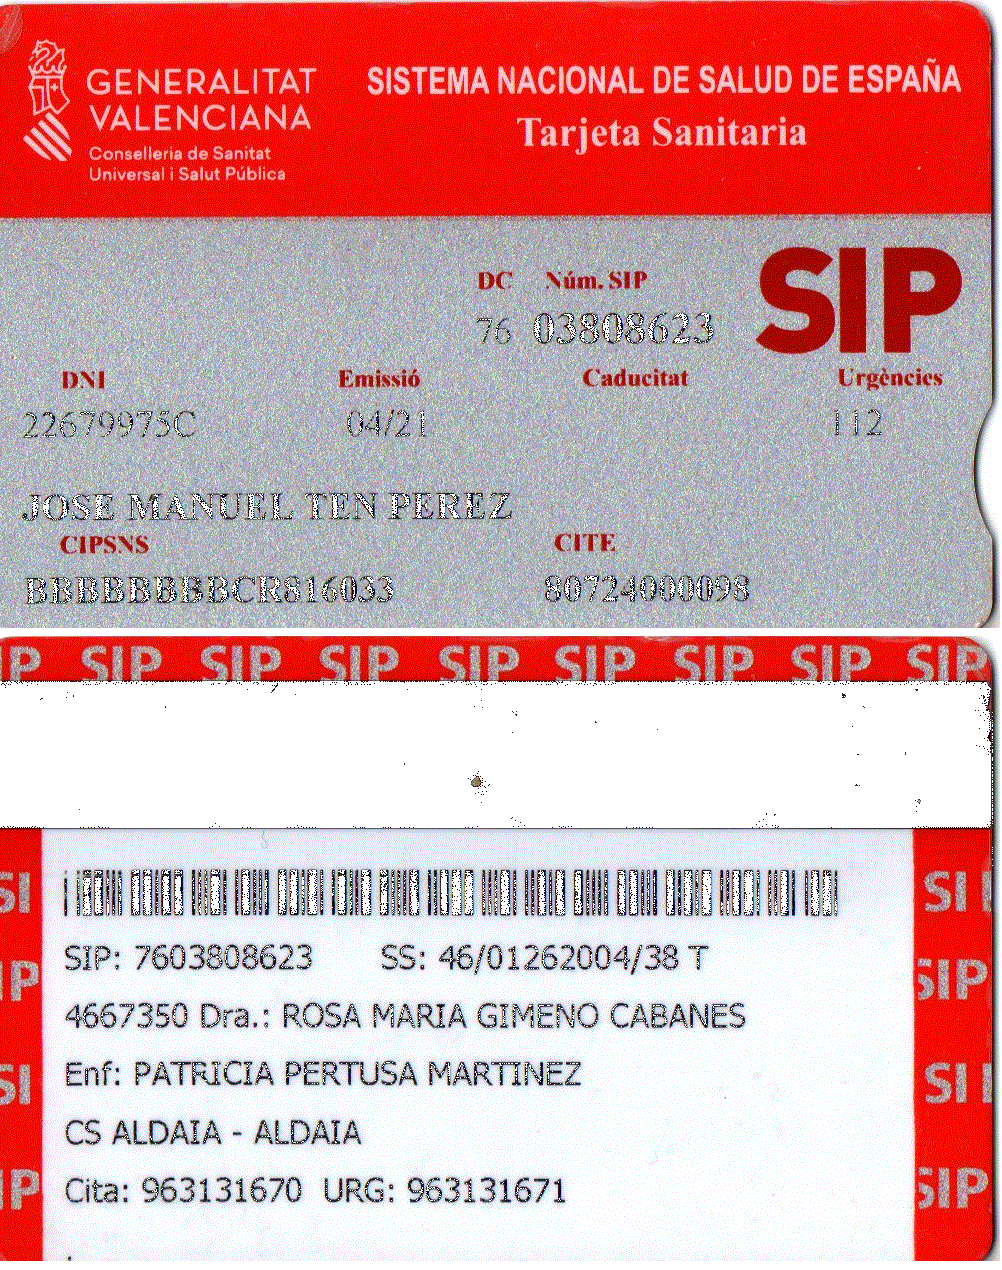 GENERALITAT
VALENCIANA
Conselleria de Sanitat
Universal i Salut Pública
SISTEMA NACIONAL DE SALUD DE ESPAÑA
Tarjeta Sanitaria
SIP
DC Núm. SIP
76 03808623
DNI Emissió Caducitat Urgències
22679975C 04/21 112
JOSE MANUEL TEN PEREZ
CIPSNS CITE
BBBBBBBBCR816033 80724000098
IP SIP SIP SIP SIP SIP SIP SIP SIP
SIP: 7603808623 SS: 46/01262004/38 T
4667350 Dra.: ROSA MARIA GIMENO CABANES
Enf: PATRICIA PERTUSA MARTINEZ
CS ALDAIA - ALDAIA
Cita: 963131670 URG: 963131671
SI
IP
SI
IP
SI
SIP
SI
SIP